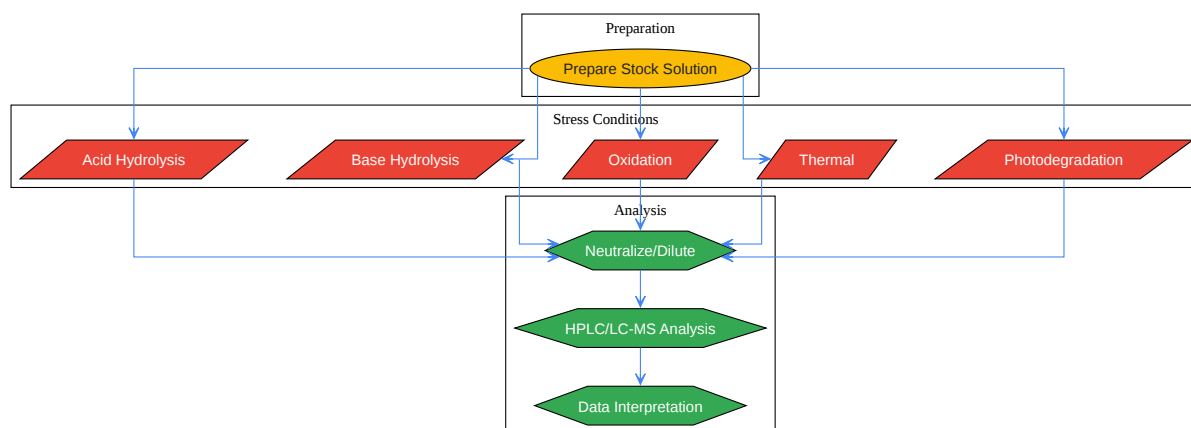 Preparation
Prepare Stock Solution
Stress Conditions
Acid Hydrolysis
Base Hydrolysis
Oxidation
Thermal
Photodegradation
Analysis
Neutralize/Dilute
HPLC/LC-MS Analysis
Data Interpretation